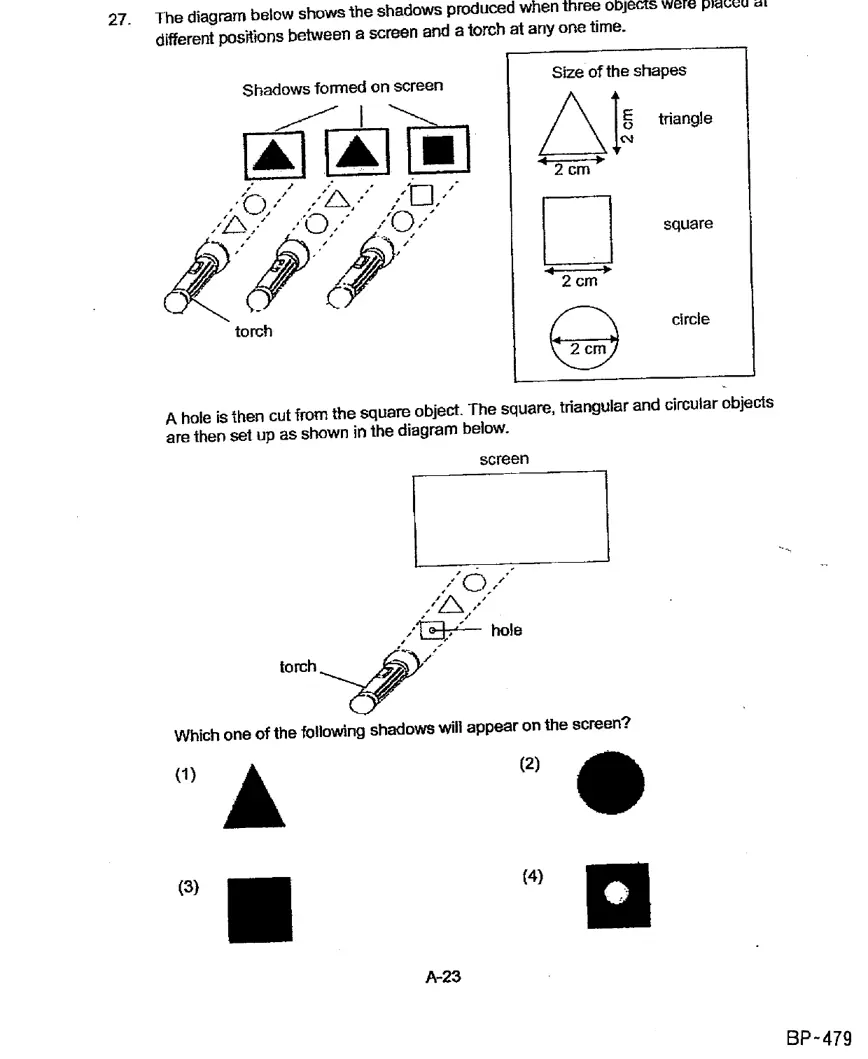 27. The diagram below shows the shadows produced when three objects were placed at
different positions between a screen and a torch at any one time.
Shadows formed on screen
torch
Size of the shapes
2 cm
triangle
2 cm
square
2 cm
circle
2 cm
A hole is then cut from the square object. The square, triangular and circular objects
are then set up as shown in the diagram below.
screen
hole
torch
Which one of the following shadows will appear on the screen?
(1)
(2)
(3)
(4)
A-23
BP-479